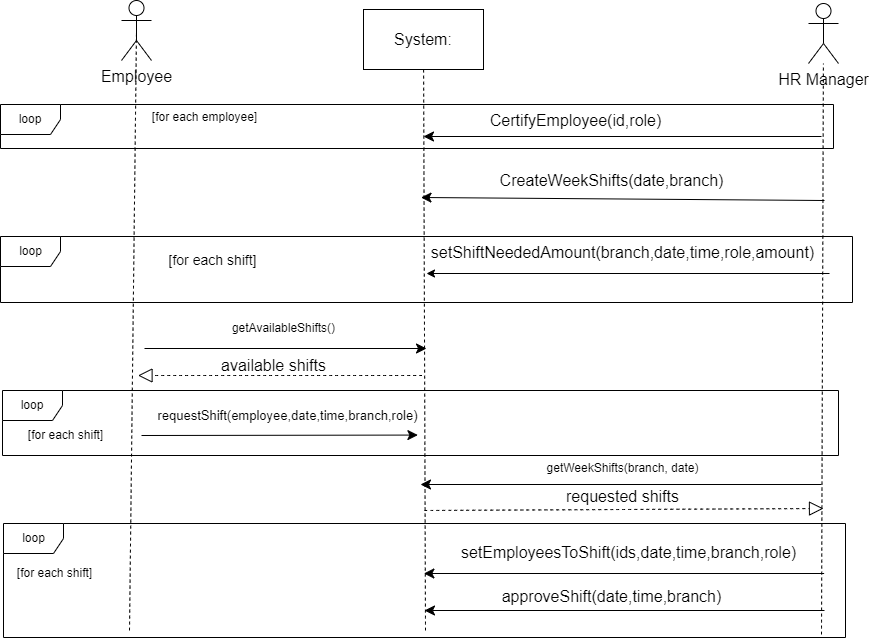 System:
Employee
HR Manager
loop
[for each employee]
CertifyEmployee(id,role)
CreateWeekShifts(date,branch)
loop
[for each shift]
setShiftNeededAmount(branch,date,time,role,amount)
getAvailableShifts()
available shifts
loop
requestShift(employee,date,time,branch,role)
[for each shift]
getWeekShifts(branch, date)
requested shifts
loop
setEmployeesToShift(ids,date,time,branch,role)
[for each shift]
approveShift(date,time,branch)